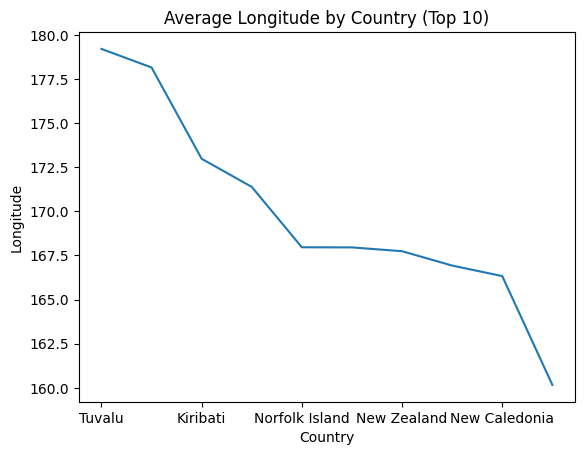 Average Longitude by Country (Top 10)
180.0
177.5
175.0
172.5
170.0
167.5
165.0
162.5
160.0
Longitude
Tuvalu Kiribati Norfolk Island New Zealand New Caledonia
Country